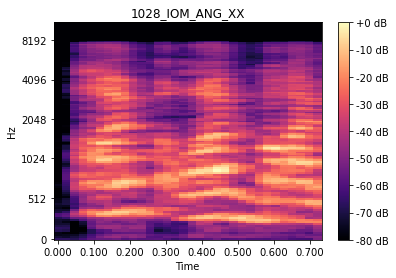 1028_IOM_ANG_XX
+0 dB
8192
-10 dB
4096
-20 dB
-30 dB
2048
Hz
-40 dB
1024
-50 dB
512
-60 dB
-70 dB
0
-80 dB
0.000 0.100 0.200 0.300 0.400 0.500 0.600 0.700
Time